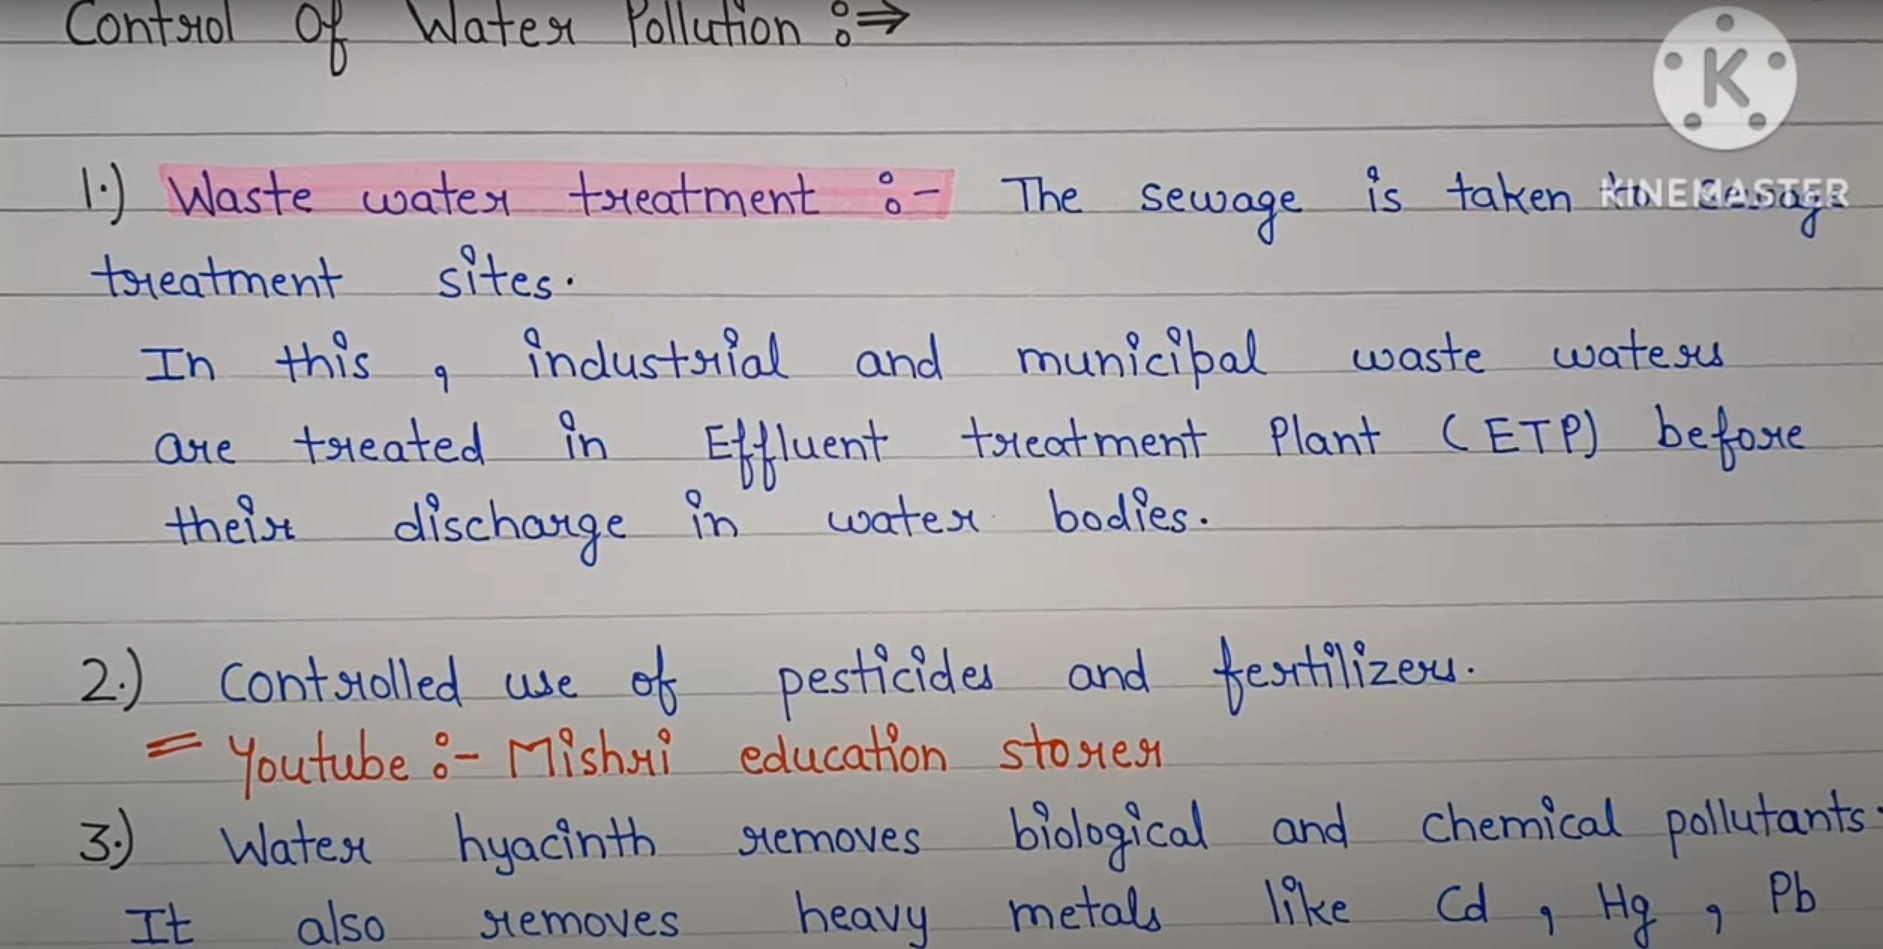 Control Of Water Pollution :⇒
K
1.) Waste water treatment :- The sewage is taken
KINEMASTER
treatment sites.
In this , industrial and municipal waste waters
are treated in Effluent treatment Plant (ETP) before
their discharge in water bodies.
2.) Controlled use of pesticides and fertilizers.
= Youtube :- Mishri education storer
3.) Water hyacinth removes biological and chemical pollutants.
It also removes heavy metals like Cd , Hg , Pb